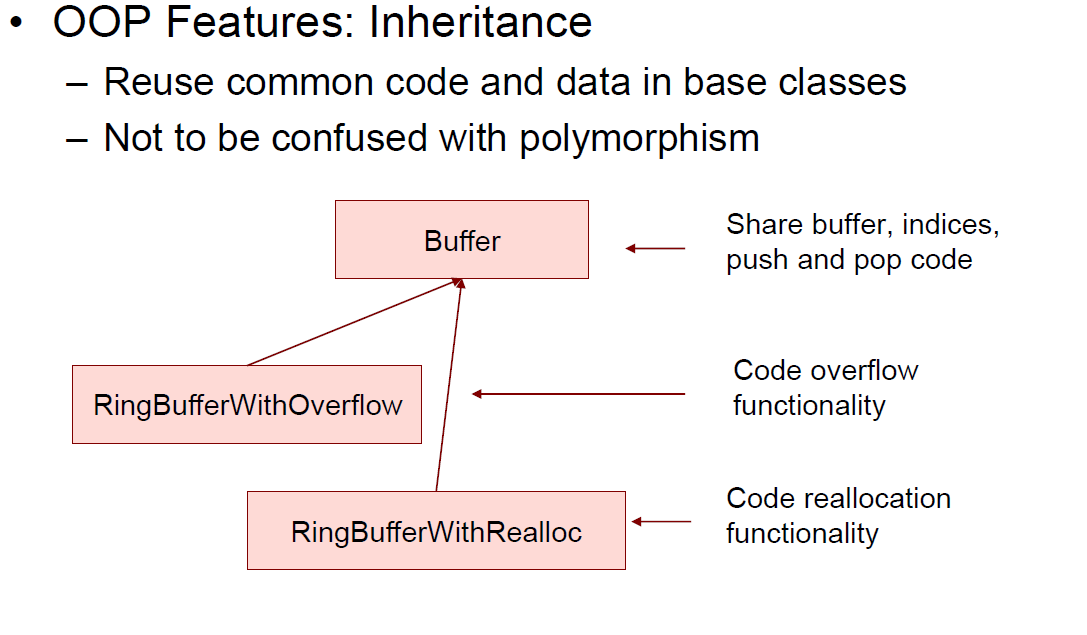 • OOP Features: Inheritance
– Reuse common code and data in base classes
– Not to be confused with polymorphism
Buffer
Share buffer, indices,
push and pop code
RingBufferWithOverflow
Code overflow
functionality
RingBufferWithRealloc
Code reallocation
functionality